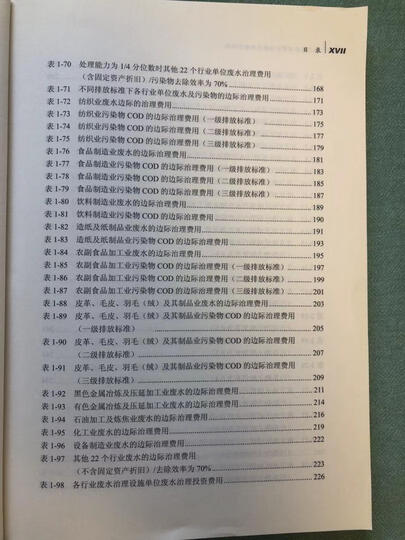 目 录 XVII
表 1-70 处理能力为 1/4 分位数时其他 22 个行业单位废水治理费用
（含固定资产折旧）/污染物去除效率为 70% 168
表 1-71 不同排放标准下各行业单位废水及污染物的边际治理费用 171
表 1-72 纺织业废水边际的治理费用 173
表 1-73 纺织业污染物 COD 的边际治理费用（一级排放标准） 175
表 1-74 纺织业污染物 COD 的边际治理费用（二级排放标准） 177
表 1-75 纺织业污染物 COD 的边际治理费用（三级排放标准） 179
表 1-76 食品制造业废水的边际治理费用 181
表 1-77 食品制造业污染物 COD 的边际治理费用（一级排放标准） 183
表 1-78 食品制造业污染物 COD 的边际治理费用（二级排放标准） 185
表 1-79 食品制造业污染物 COD 的边际治理费用（三级排放标准） 187
表 1-80 饮料制造业废水的边际治理费用 189
表 1-81 饮料制造业污染物 COD 的边际治理费用 190
表 1-82 造纸及纸制品业废水的边际治理费用 191
表 1-83 造纸及纸制品业污染物 COD 的边际治理费用 193
表 1-84 农副食品加工业废水的边际治理费用 195
表 1-85 农副食品加工业污染物 COD 的边际治理费用（一级排放标准） 197
表 1-86 农副食品加工业污染物 COD 的边际治理费用（二级排放标准） 199
表 1-87 农副食品加工业污染物 COD 的边际治理费用（三级排放标准） 201
表 1-88 皮革、毛皮、羽毛（绒）及其制品业废水的边际治理费用 203
表 1-89 皮革、毛皮、羽毛（绒）及其制品业污染物 COD 的边际治理费用
（一级排放标准） 205
表 1-90 皮革、毛皮、羽毛（绒）及其制品业污染物 COD 的边际治理费用
（二级排放标准） 207
表 1-91 皮革、毛皮、羽毛（绒）及其制品业污染物 COD 的边际治理费用
（三级排放标准） 209
表 1-92 黑色金属冶炼及压延加工业废水的边际治理费用 211
表 1-93 有色金属冶炼及压延加工业废水的边际治理费用 214
表 1-94 石油加工及炼焦业废水的边际治理费用 216
表 1-95 化工业废水的边际治理费用 219
表 1-96 设备制造业废水的边际治理费用 222
表 1-97 其他 22 个行业废水的边际治理费用
（不含固定资产折旧）/去除效率为 70% 223
表 1-98 各行业废水治理设施单位废水治理投资费用 226